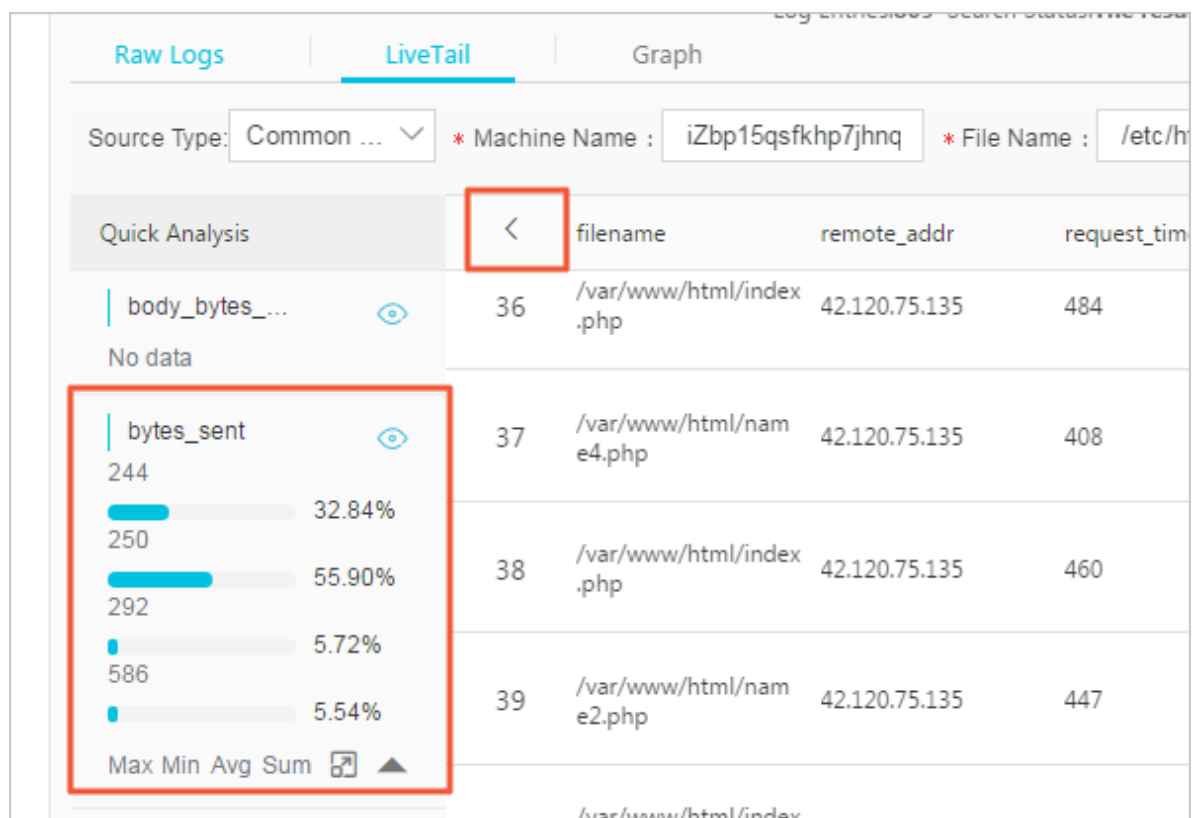 Raw Logs LiveTail Graph
Source Type: Common ... * Machine Name : iZbp15qsfkhp7jhnq * File Name :
Quick Analysis < filename remote_addr
body_bytes_...
No data
36 /var/www/html/index
.php 42.120.75.135 484
bytes_sent
244
32.84%
250
55.90%
292
5.72%
586
5.54%
Max Min Avg Sum
37 /var/www/html/nam
e4.php 42.120.75.135 408
38 /var/www/html/index
.php 42.120.75.135 460
39 /var/www/html/nam
e2.php 42.120.75.135 447